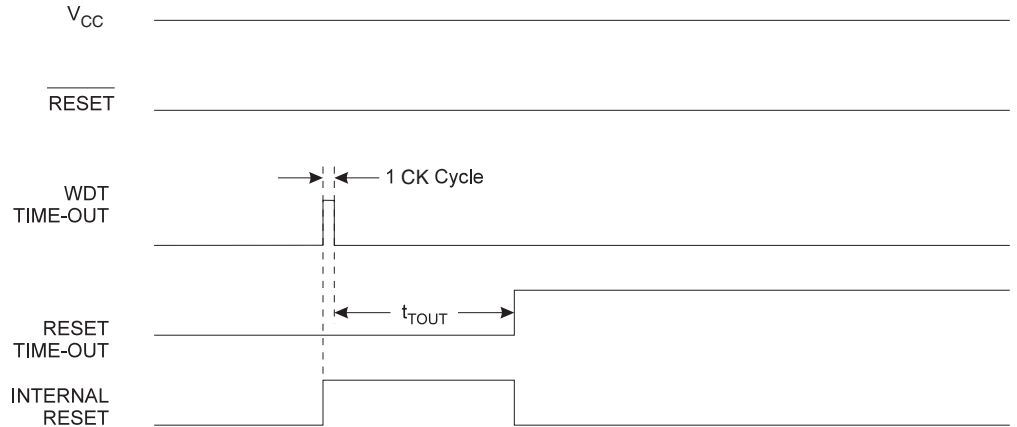 VCC
RESET
WDT
TIME-OUT
1 CK Cycle
RESET
TIME-OUT
tTOUT
INTERNAL
RESET